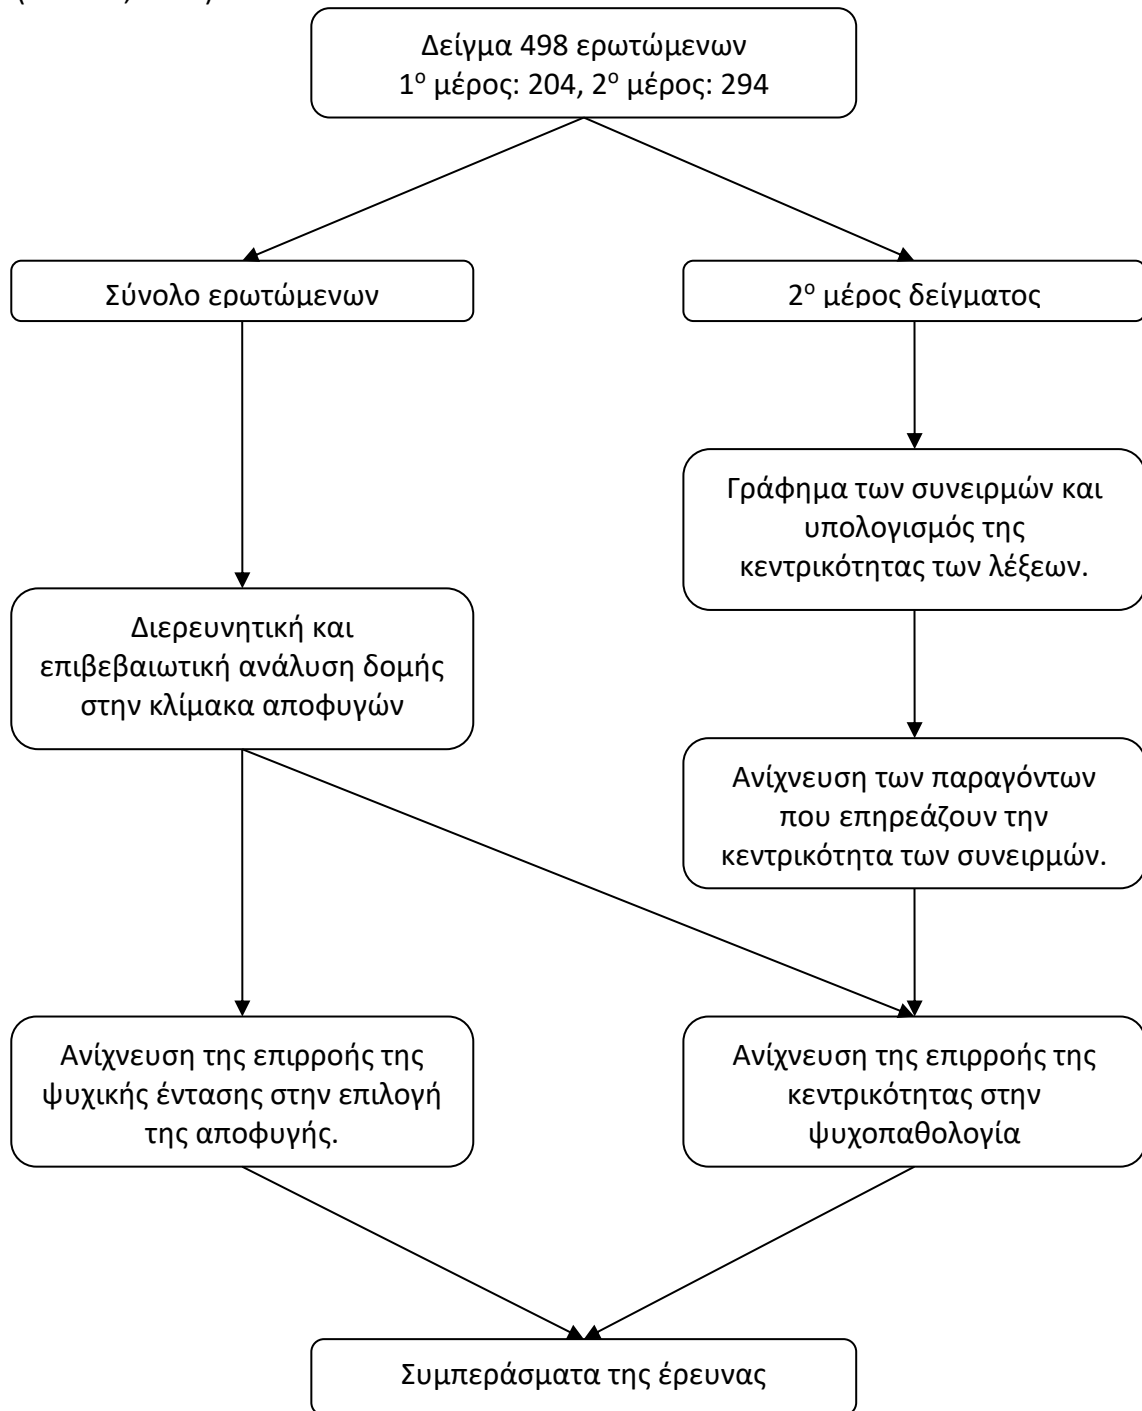 Δείγμα 498 ερωτώμενων
1ο μέρος: 204, 2ο μέρος: 294
Σύνολο ερωτώμενων
2ο μέρος δείγματος
Γράφημα των συνειρμών και
υπολογισμός της
κεντρικότητας των λέξεων.
Διερευνητική και
επιβεβαιωτική ανάλυση δομής
στην κλίμακα αποφυγών
Ανίχνευση των παραγόντων
που επηρεάζουν την
κεντρικότητα των συνειρμών.
Ανίχνευση της επιρροής της
ψυχικής έντασης στην επιλογή
της αποφυγής.
Ανίχνευση της επιρροής της
κεντρικότητας στην
ψυχοπαθολογία
Συμπεράσματα της έρευνας